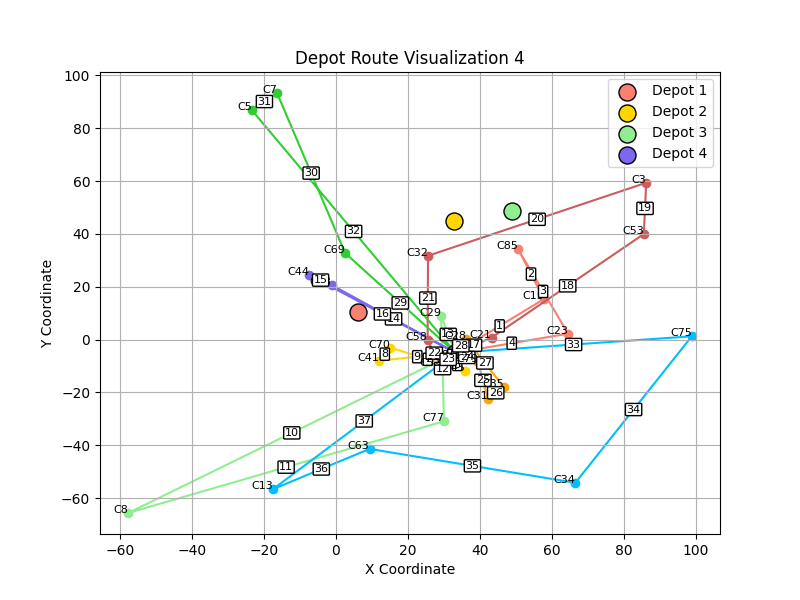 Depot Route Visualization 4
Depot 1
Depot 2
Depot 3
Depot 4
Y Coordinate
X Coordinate
100
80
60
40
20
0
−20
−40
−60
−60
−40
−20
0
20
40
60
80
100
C7
C5
31
30
32
C69
C44
15
29
16
14
C3
19
20
C53
C32
C85
2
18
3
C1
21
C29
1
C21
C23
4
33
C75
C58
C70
C41
8
9
22
28
23
12
27
25
26
C31
C77
10
11
37
34
35
36
C63
C13
C34
C8